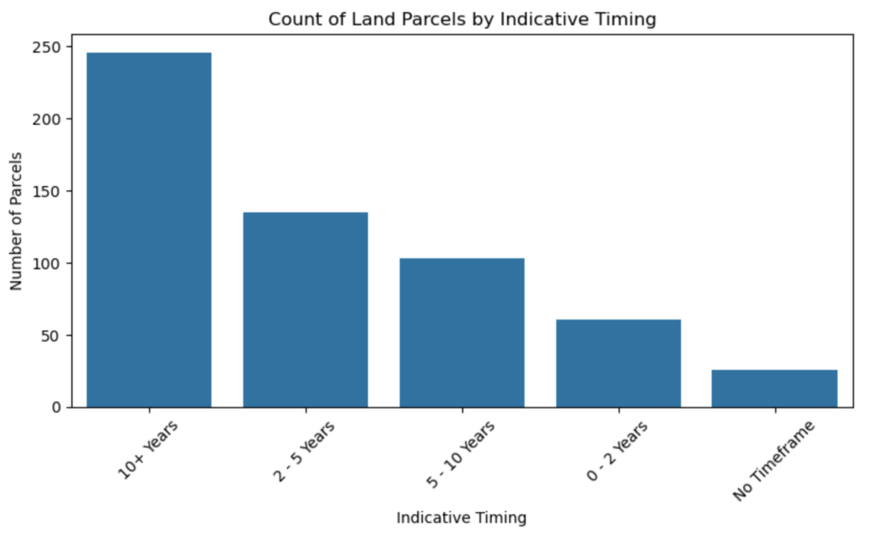 Count of Land Parcels by Indicative Timing
250
200
150
100
50
0
Number of Parcels
10+ Years
2 - 5 Years
5 - 10 Years
0 - 2 Years
No Timeframe
Indicative Timing